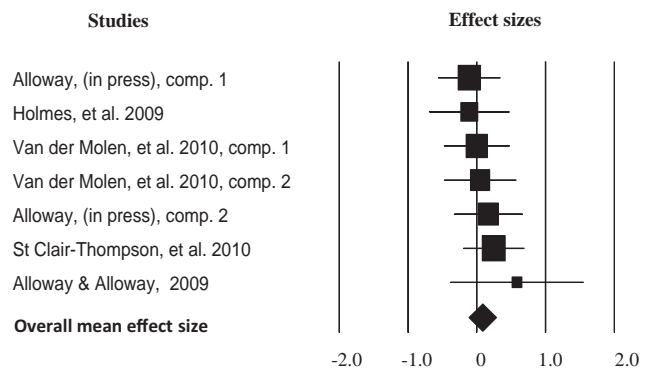 Studies Effect sizes
Alloway, (in press), comp. 1
Holmes, et al. 2009
Van der Molen, et al. 2010, comp. 1
Van der Molen, et al. 2010, comp. 2
Alloway, (in press), comp. 2
St Clair-Thompson, et al. 2010
Alloway & Alloway, 2009
Overall mean effect size
-2.0 -1.0 0 1.0 2.0